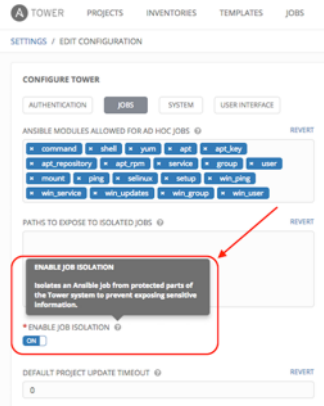 A TOWER PROJECTS INVENTORIES TEMPLATES JOBS
SETTINGS / EDIT CONFIGURATION
CONFIGURE TOWER
AUTHENTICATION JOBS SYSTEM USER INTERFACE
ANSIBLE MODULES ALLOWED FOR AD HOC JOBS REVERT
× command × shell × yum × apt × apt_key
× apt_repository × apt_rpm × service × group × user
× mount × ping × selinux × setup × win_ping
× win_service × win_updates × win_group × win_user
PATHS TO EXPOSE TO ISOLATED JOBS REVERT
ENABLE JOB ISOLATION
Isolates an Ansible job from protected parts of
the Tower system to prevent exposing sensitive
information.
* ENABLE JOB ISOLATION
ON
DEFAULT PROJECT UPDATE TIMEOUT REVERT
0